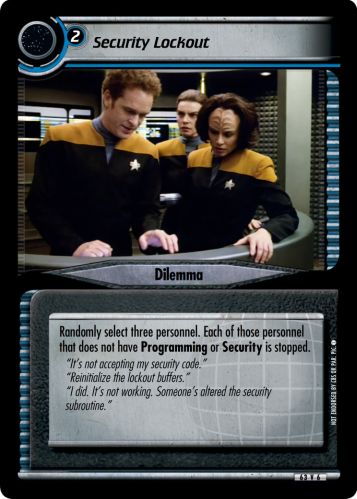 2
Security Lockout
Dilemma
Randomly select three personnel. Each of those personnel
that does not have Programming or Security is stopped.
"It's not accepting my security code."
"Reinitialize the lockout buffers."
"I did. It's not working. Someone's altered the security
subroutine."
NOT ENDORSED BY CBS OR PAR. PIC.
63 V 6